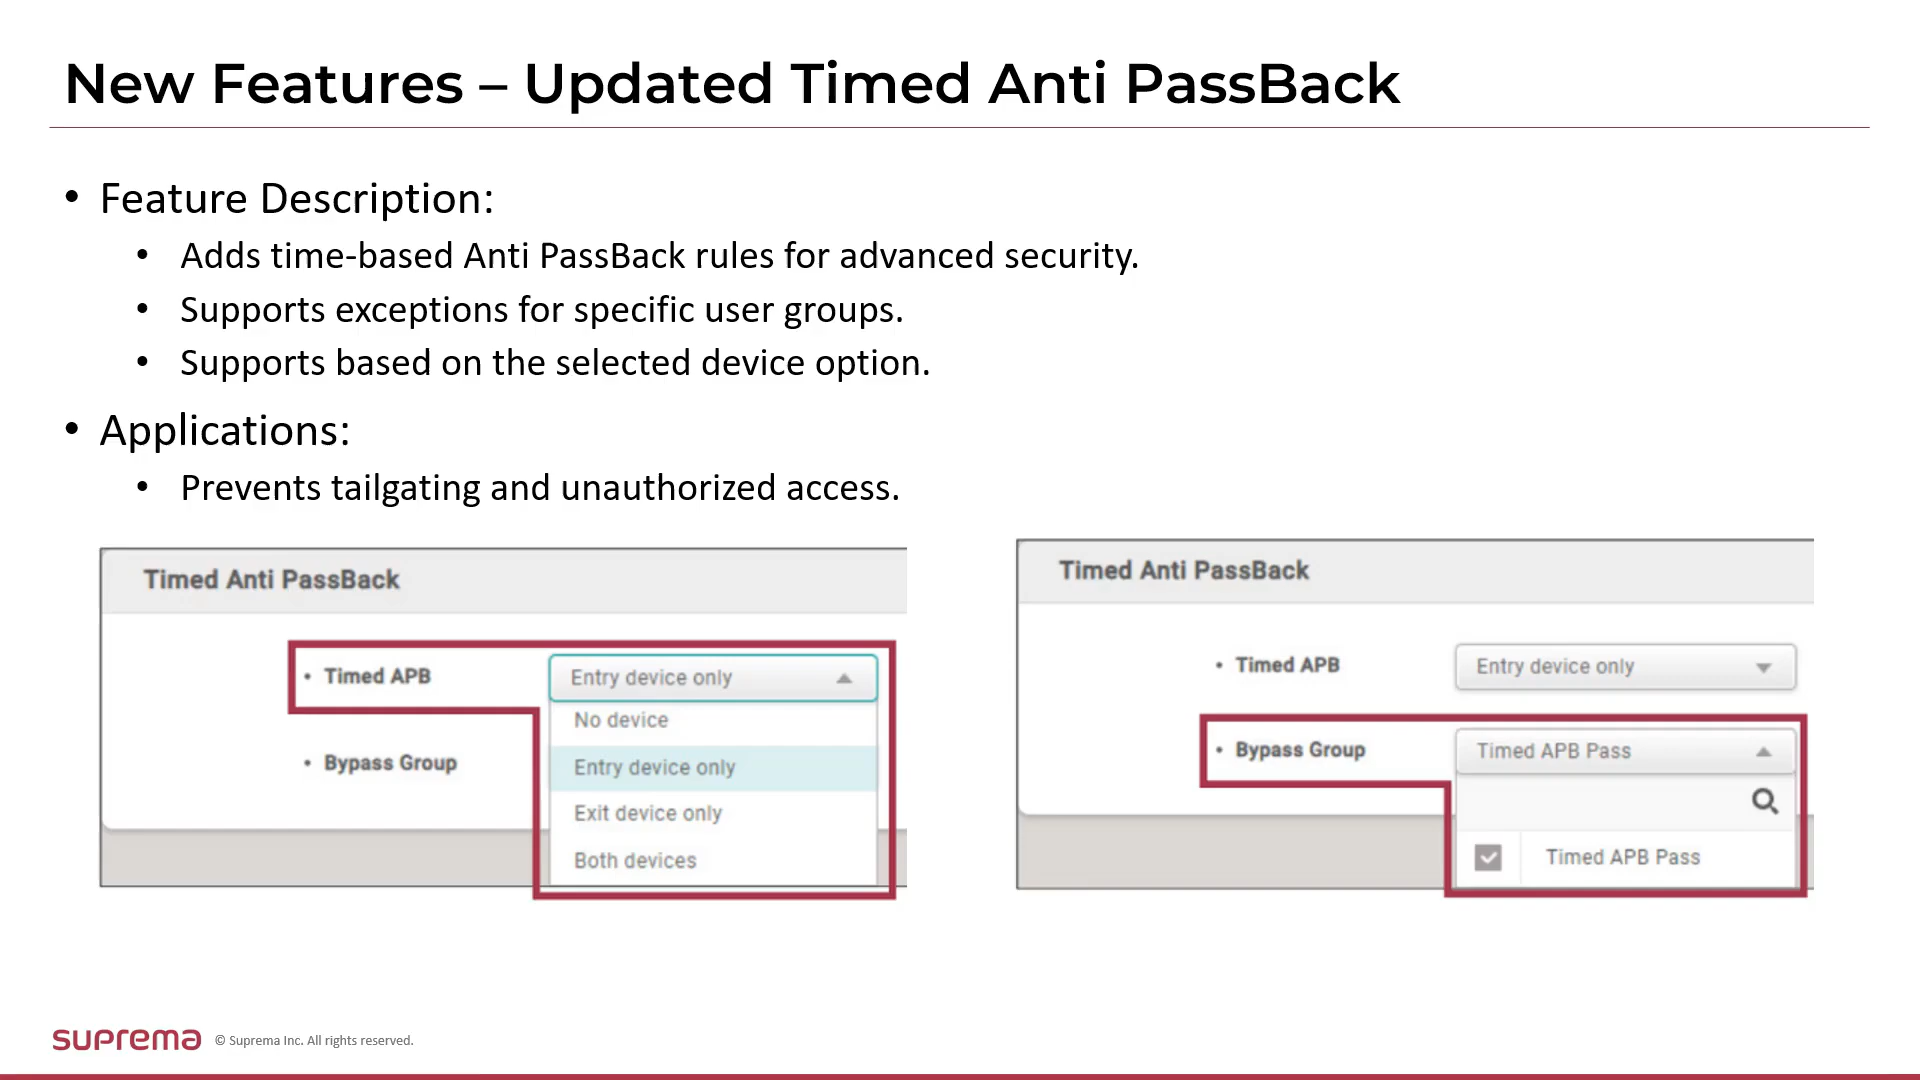 New Features – Updated Timed Anti PassBack
• Feature Description:
• Adds time-based Anti PassBack rules for advanced security.
• Supports exceptions for specific user groups.
• Supports based on the selected device option.
• Applications:
• Prevents tailgating and unauthorized access.
Timed Anti PassBack
• Timed APB
Entry device only
No device
• Bypass Group
Entry device only
Exit device only
Both devices
Timed Anti PassBack
• Timed APB
Entry device only
• Bypass Group
Timed APB Pass
Timed APB Pass
suprema
© Suprema Inc. All rights reserved.